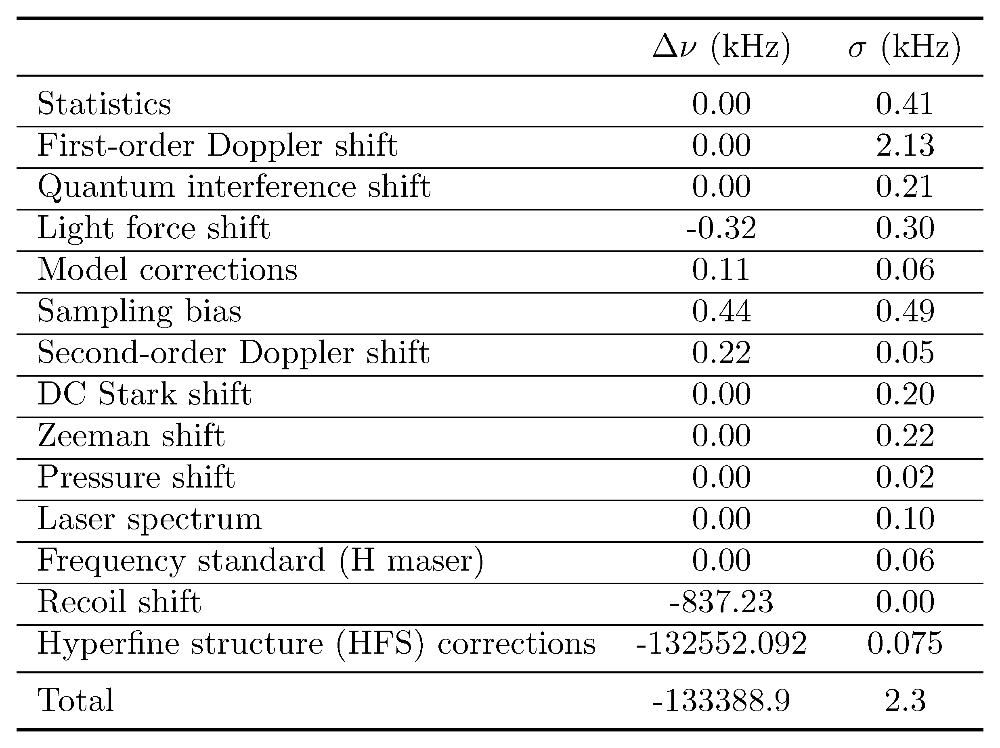 Δν (kHz) σ (kHz)
Statistics 0.00 0.41
First-order Doppler shift 0.00 2.13
Quantum interference shift 0.00 0.21
Light force shift -0.32 0.30
Model corrections 0.11 0.06
Sampling bias 0.44 0.49
Second-order Doppler shift 0.22 0.05
DC Stark shift 0.00 0.20
Zeeman shift 0.00 0.22
Pressure shift 0.00 0.02
Laser spectrum 0.00 0.10
Frequency standard (H maser) 0.00 0.06
Recoil shift -837.23 0.00
Hyperfine structure (HFS) corrections -132552.092 0.075
Total -133388.9 2.3